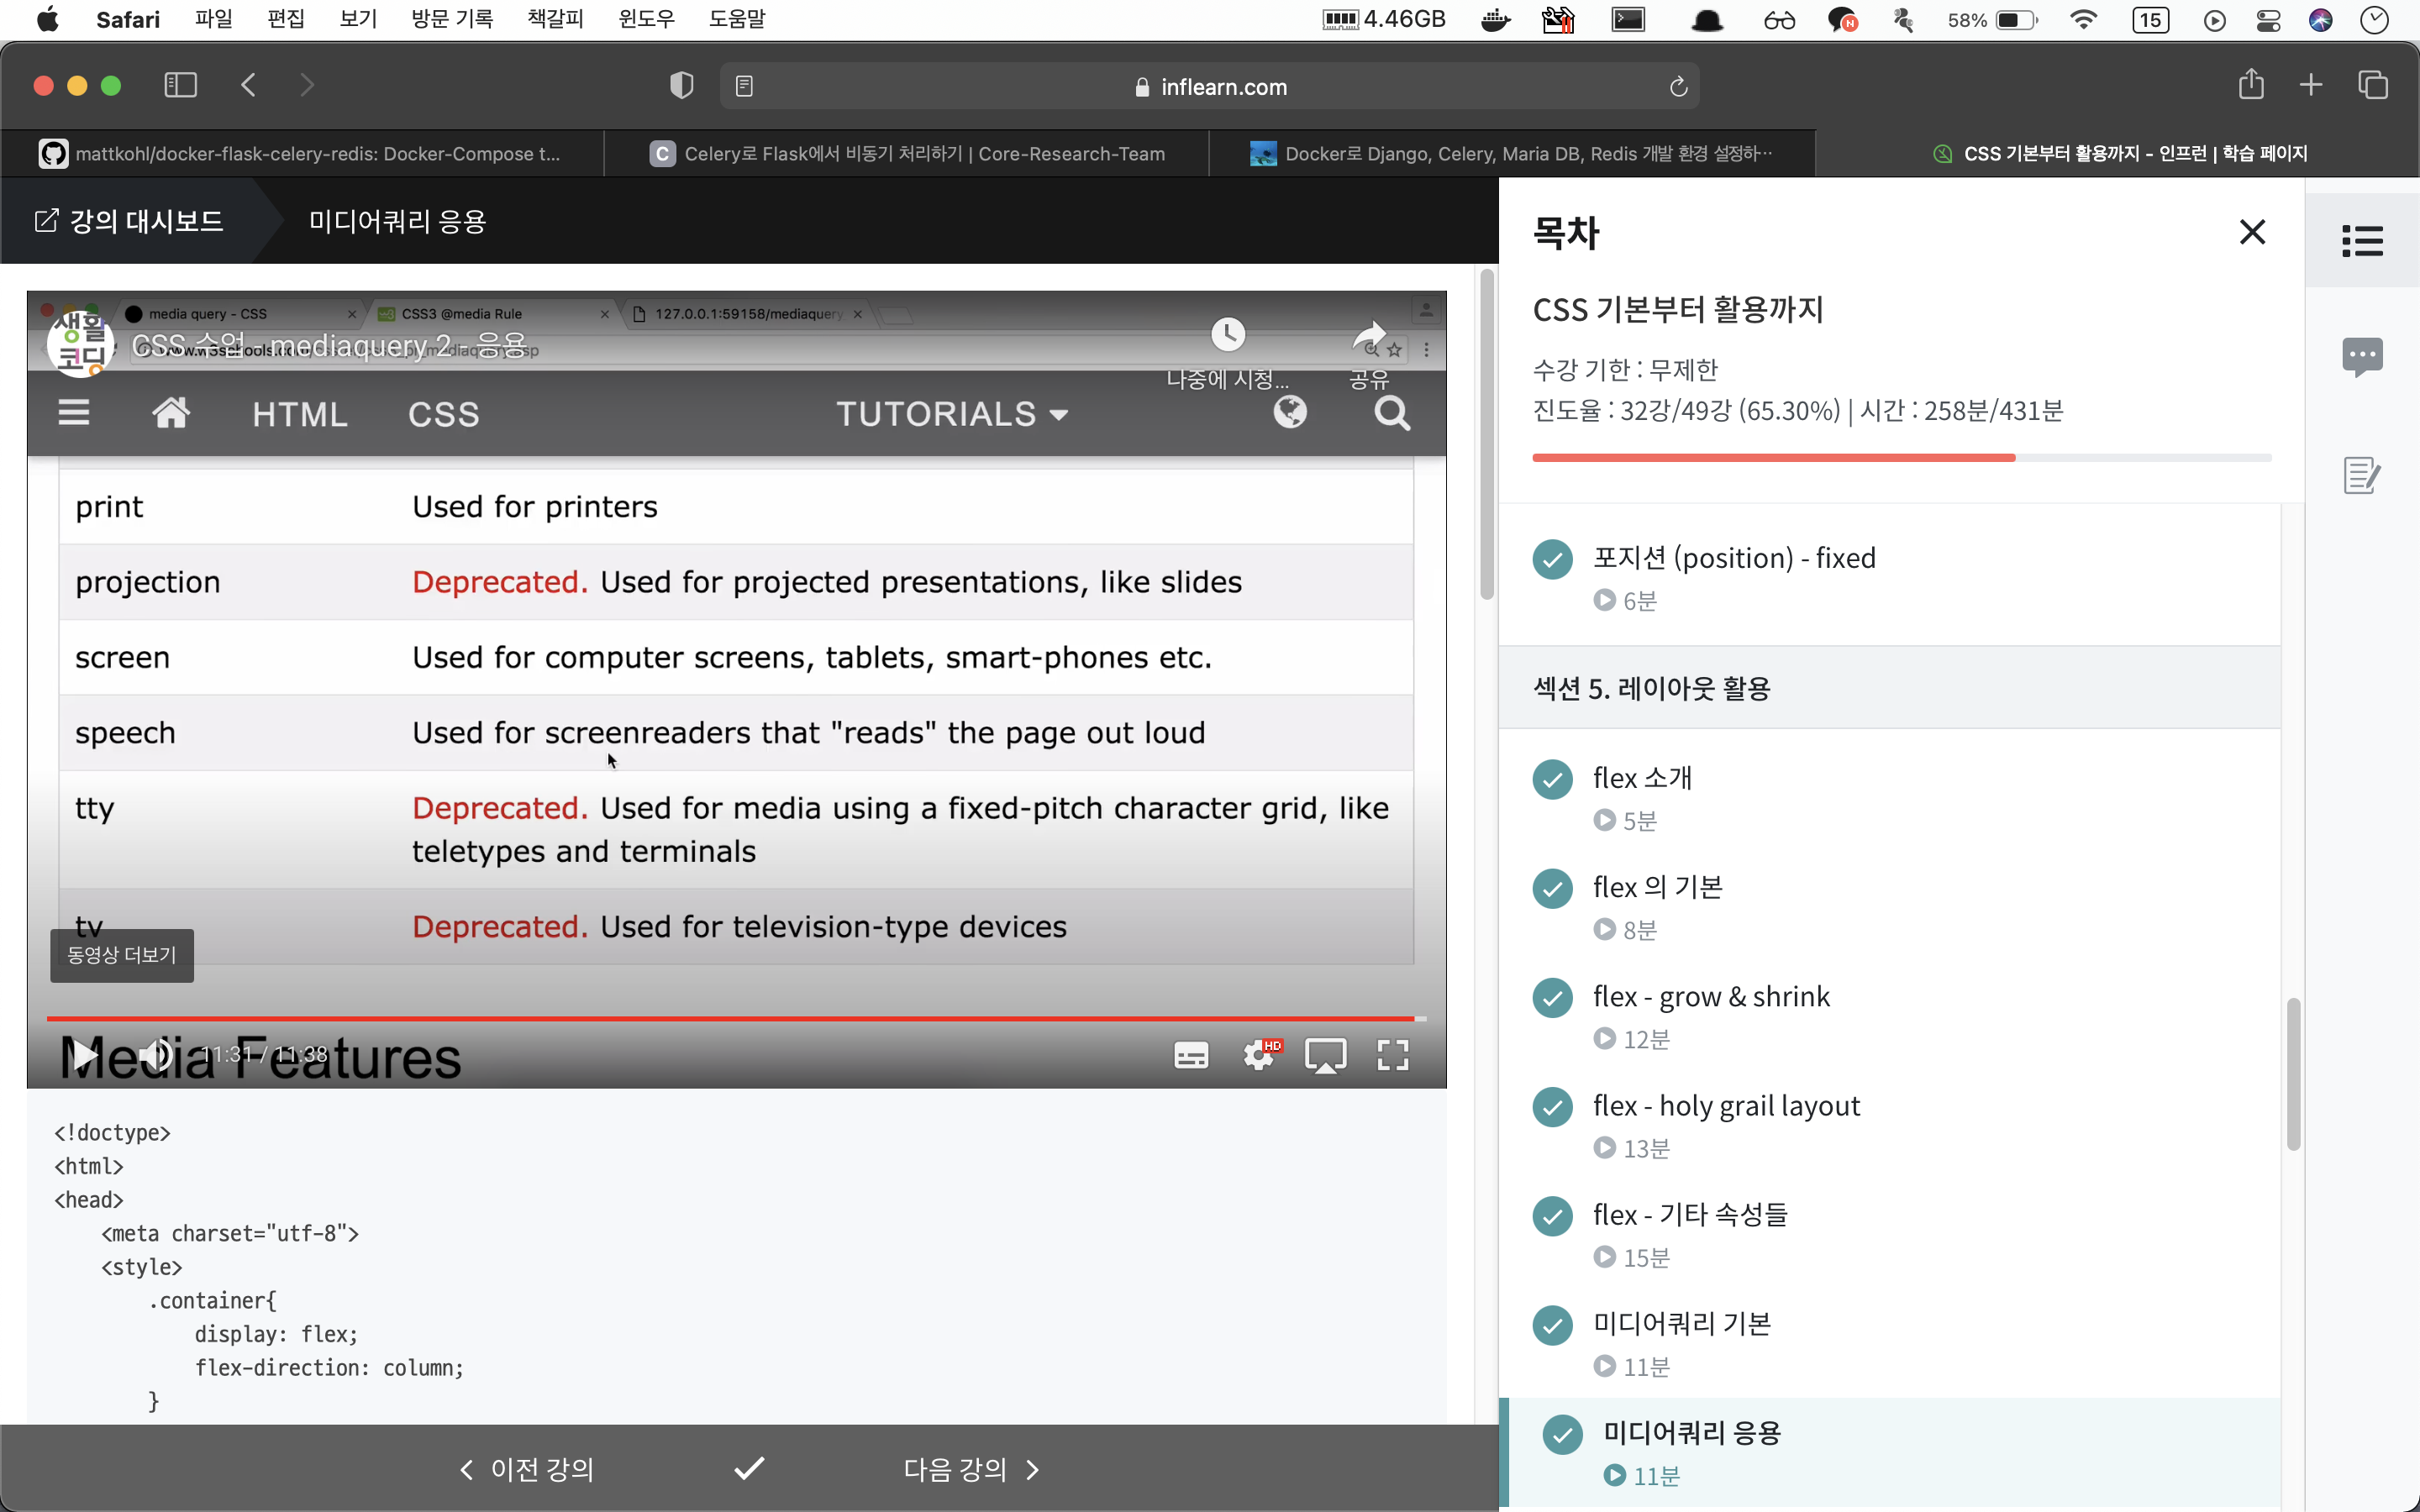 Safari 파일 편집 보기 방문 기록 책갈피 윈도우 도움말 4.46GB N 58% 15
inflearn.com
mattkohl/docker-flask-celery-redis: Docker-Compose t...
C Celery로 Flask에서 비동기 처리하기 | Core-Research-Team
Docker로 Django, Celery, Maria DB, Redis 개발 환경 설정하⋯
CSS 기본부터 활용까지 - 인프런 | 학습 페이지
강의 대시보드 미디어쿼리 응용
media query - CSS
CSS3 @media Rule
127.0.0.1:59158/mediaquery
생활코딩
CSS 수업 - mediaquery 2 - 응용
나중에 시청...
공유
HTML CSS TUTORIALS
print Used for printers
projection Deprecated. Used for projected presentations, like slides
screen Used for computer screens, tablets, smart-phones etc.
speech Used for screenreaders that "reads" the page out loud
tty Deprecated. Used for media using a fixed-pitch character grid, like
teletypes and terminals
tv Deprecated. Used for television-type devices
동영상 더보기
Media Features
11:31 / 11:38
HD
<!doctype>
<html>
<head>
<meta charset="utf-8">
<style>
.container{
display: flex;
flex-direction: column;
}
이전 강의
다음 강의
목차
CSS 기본부터 활용까지
수강 기한 : 무제한
진도율 : 32강/49강 (65.30%) | 시간 : 258분/431분
포지션 (position) - fixed
6분
섹션 5. 레이아웃 활용
flex 소개
5분
flex 의 기본
8분
flex - grow & shrink
12분
flex - holy grail layout
13분
flex - 기타 속성들
15분
미디어쿼리 기본
11분
미디어쿼리 응용
11분